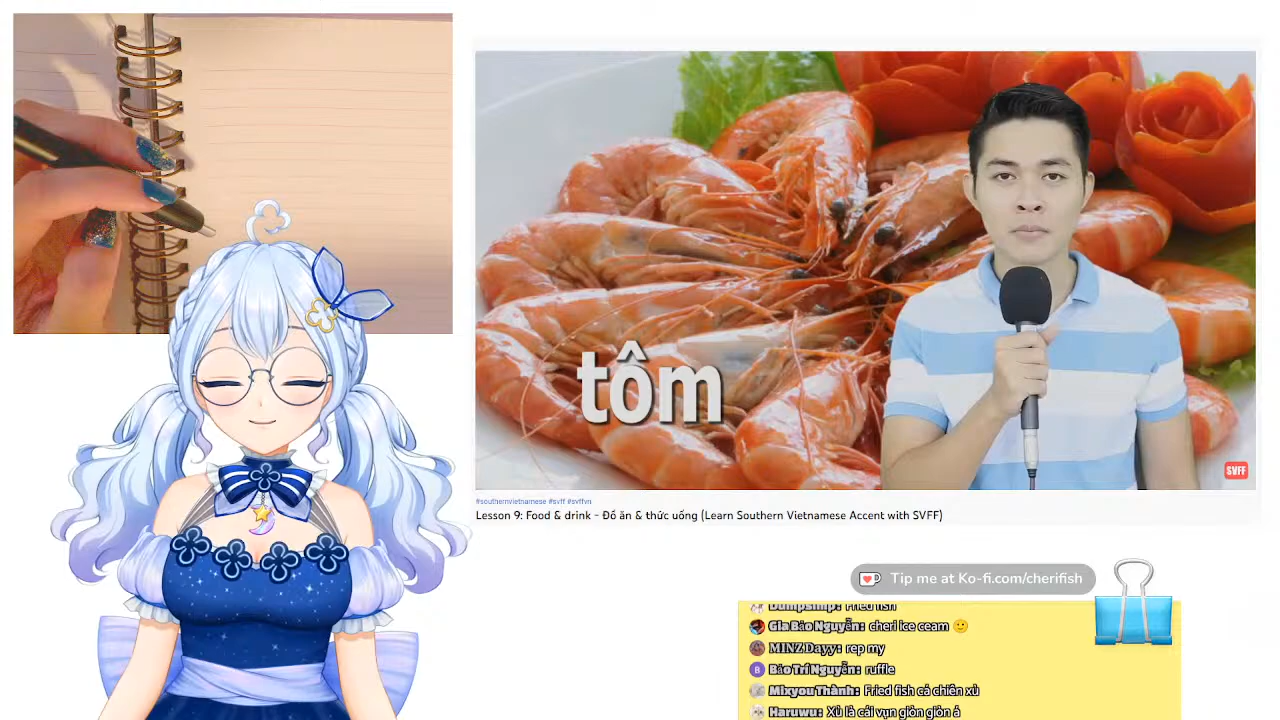 tôm
SVFF
#southernvietnamese #svff #svffvn
Lesson 9: Food & drink - Đồ ăn & thức uống (Learn Southern Vietnamese Accent with SVFF)
Tip me at Ko-fi.com/cherifish
Dumpshimp: Fried fish
Gia Bảo Nguyễn: cheri ice ceam 🙂
MINZDayy: rep my
B Bảo Trí Nguyễn: ruffle
Mixyou Thành: Fried fish cá chiên xù
Haruwu: Xù là cái vụn giòn giòn á